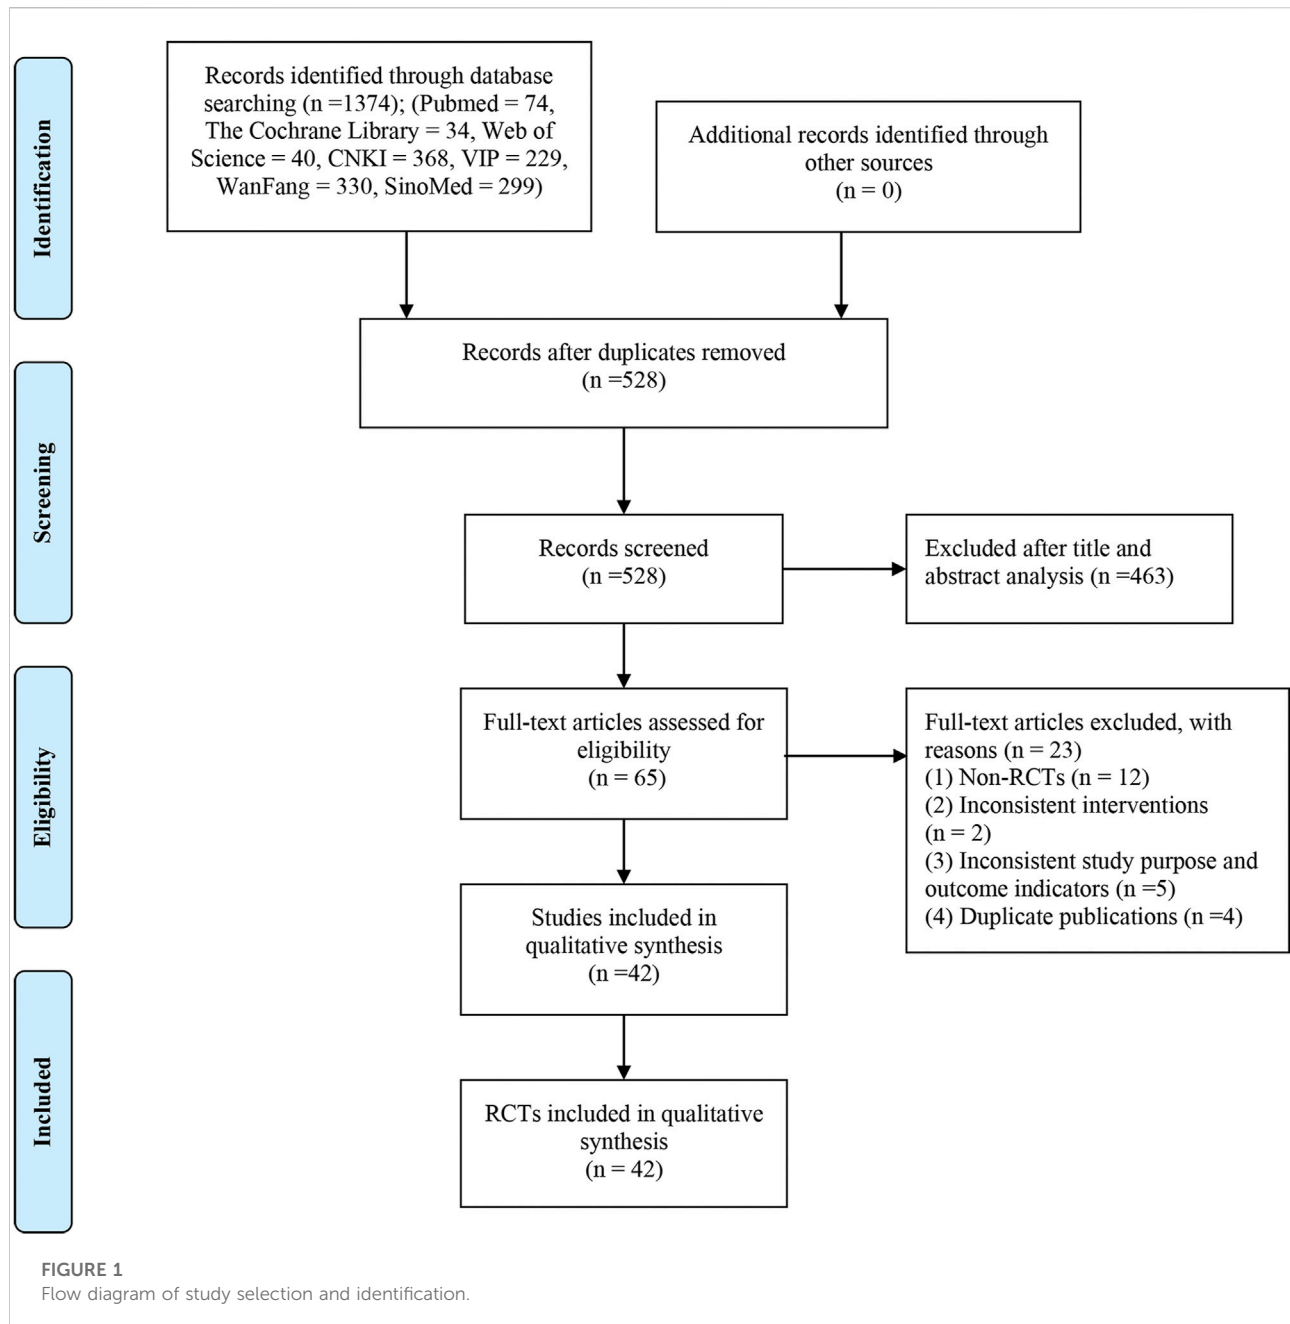 Identification
Records identified through database
searching (n =1374); (Pubmed = 74,
The Cochrane Library = 34, Web of
Science = 40, CNKI = 368, VIP = 229,
WanFang = 330, SinoMed = 299)
Additional records identified through
other sources
(n = 0)
Screening
Records after duplicates removed
(n =528)
Records screened
(n =528)
Excluded after title and
abstract analysis (n =463)
Eligibility
Full-text articles assessed for
eligibility
(n = 65)
Full-text articles excluded, with
reasons (n = 23)
(1) Non-RCTs (n = 12)
(2) Inconsistent interventions
(n = 2)
(3) Inconsistent study purpose and
outcome indicators (n =5)
(4) Duplicate publications (n =4)
Studies included in
qualitative synthesis
(n =42)
Included
RCTs included in qualitative
synthesis
(n = 42)
FIGURE 1
Flow diagram of study selection and identification.